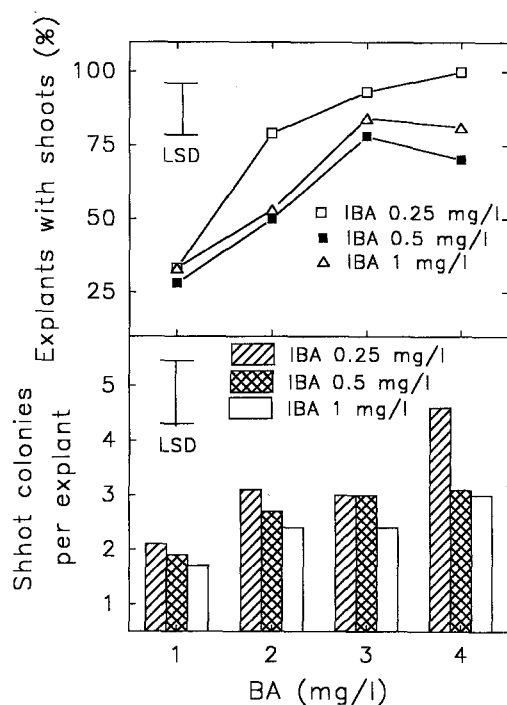 Explants with shoots (%)
100
75
50
25
LSD
IBA 0.25 mg/l
IBA 0.5 mg/l
IBA 1 mg/l
Shhot colonies
per explant
5
4
3
2
1
LSD
IBA 0.25 mg/l
IBA 0.5 mg/l
IBA 1 mg/l
1 2 3 4
BA (mg/l)